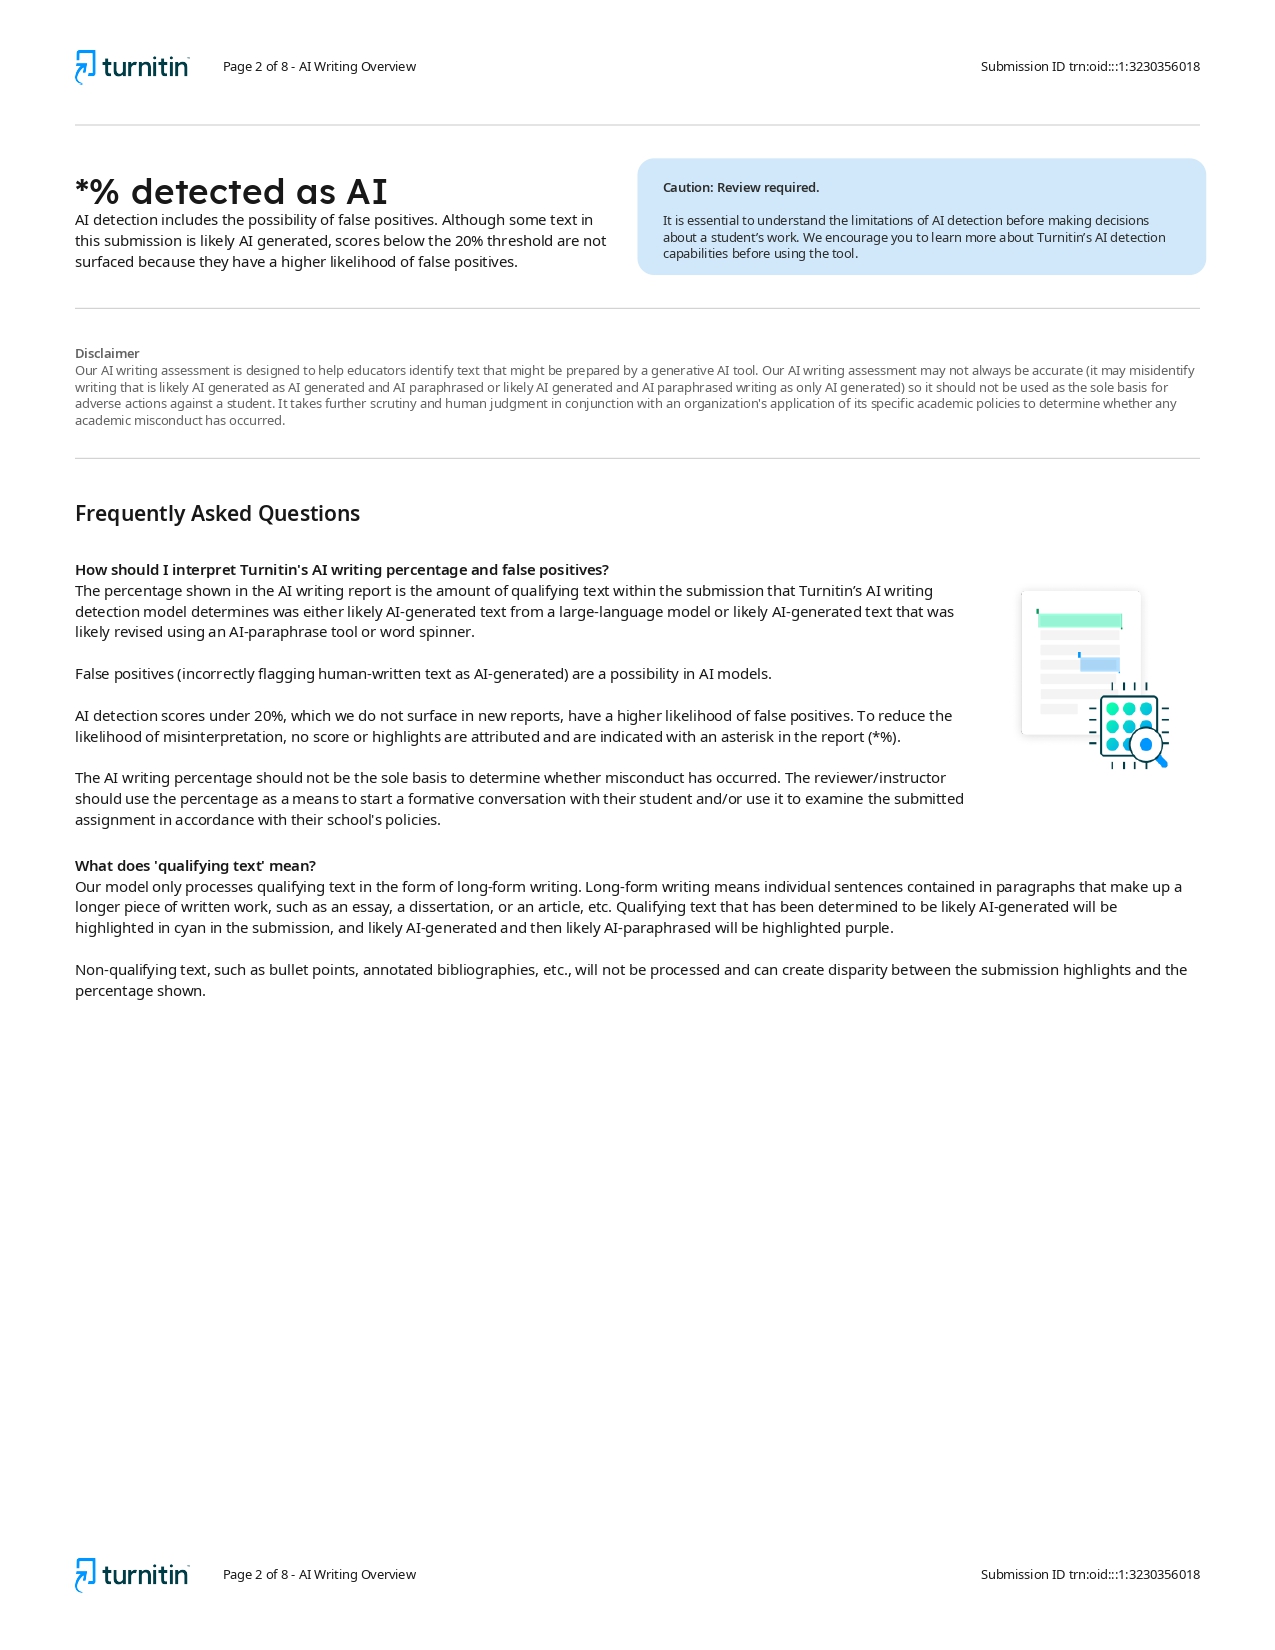 turnitin
Page 2 of 8 - AI Writing Overview
Submission ID trn:oid:::1:3230356018
*% detected as AI
AI detection includes the possibility of false positives. Although some text in
this submission is likely AI generated, scores below the 20% threshold are not
surfaced because they have a higher likelihood of false positives.
Caution: Review required.
It is essential to understand the limitations of AI detection before making decisions
about a student’s work. We encourage you to learn more about Turnitin’s AI detection
capabilities before using the tool.
Disclaimer
Our AI writing assessment is designed to help educators identify text that might be prepared by a generative AI tool. Our AI writing assessment may not always be accurate (it may misidentify
writing that is likely AI generated as AI generated and AI paraphrased or likely AI generated and AI paraphrased writing as only AI generated) so it should not be used as the sole basis for
adverse actions against a student. It takes further scrutiny and human judgment in conjunction with an organization's application of its specific academic policies to determine whether any
academic misconduct has occurred.
Frequently Asked Questions
How should I interpret Turnitin's AI writing percentage and false positives?
The percentage shown in the AI writing report is the amount of qualifying text within the submission that Turnitin’s AI writing
detection model determines was either likely AI-generated text from a large-language model or likely AI-generated text that was
likely revised using an AI-paraphrase tool or word spinner.
False positives (incorrectly flagging human-written text as AI-generated) are a possibility in AI models.
AI detection scores under 20%, which we do not surface in new reports, have a higher likelihood of false positives. To reduce the
likelihood of misinterpretation, no score or highlights are attributed and are indicated with an asterisk in the report (*%).
The AI writing percentage should not be the sole basis to determine whether misconduct has occurred. The reviewer/instructor
should use the percentage as a means to start a formative conversation with their student and/or use it to examine the submitted
assignment in accordance with their school's policies.
What does 'qualifying text' mean?
Our model only processes qualifying text in the form of long-form writing. Long-form writing means individual sentences contained in paragraphs that make up a
longer piece of written work, such as an essay, a dissertation, or an article, etc. Qualifying text that has been determined to be likely AI-generated will be
highlighted in cyan in the submission, and likely AI-generated and then likely AI-paraphrased will be highlighted purple.
Non-qualifying text, such as bullet points, annotated bibliographies, etc., will not be processed and can create disparity between the submission highlights and the
percentage shown.
turnitin
Page 2 of 8 - AI Writing Overview
Submission ID trn:oid:::1:3230356018